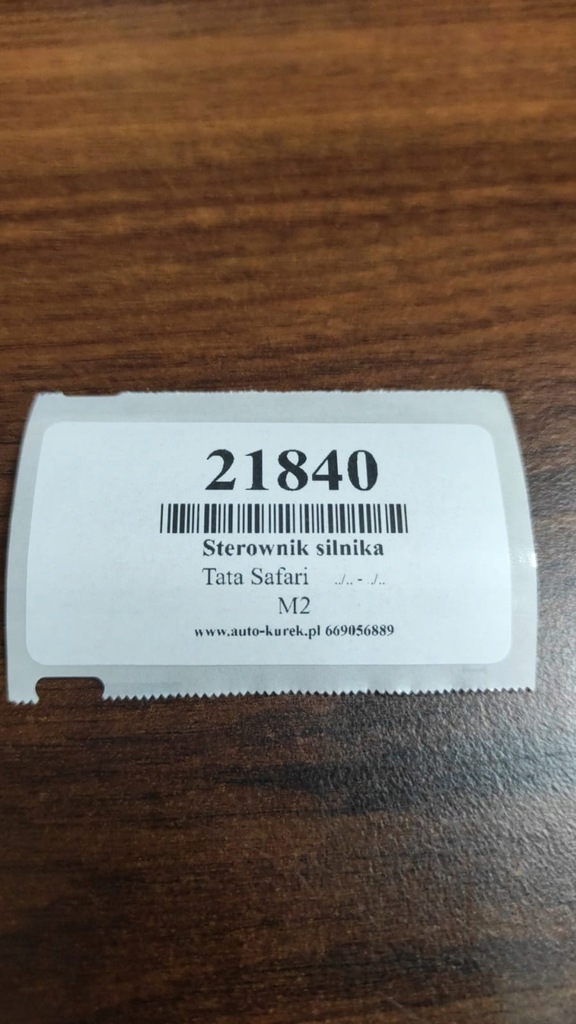 21840
Sterownik silnika
Tata Safari ../.. - ./..
M2
www.auto-kurek.pl 669056889